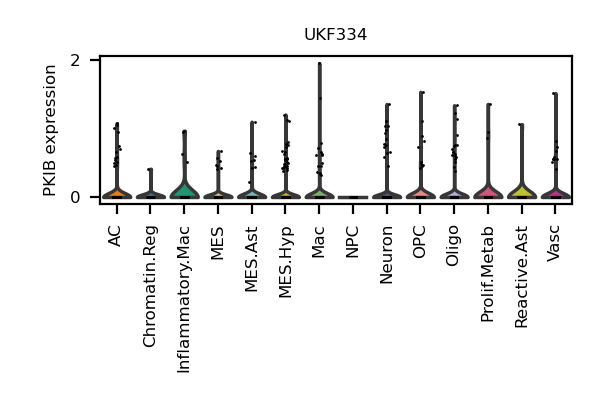 UKF334
2
0
PKIB expression
AC
Chromatin.Reg
Inflammatory.Mac
MES
MES.Ast
MES.Hyp
Mac
NPC
Neuron
OPC
Oligo
Prolif.Metab
Reactive.Ast
Vasc